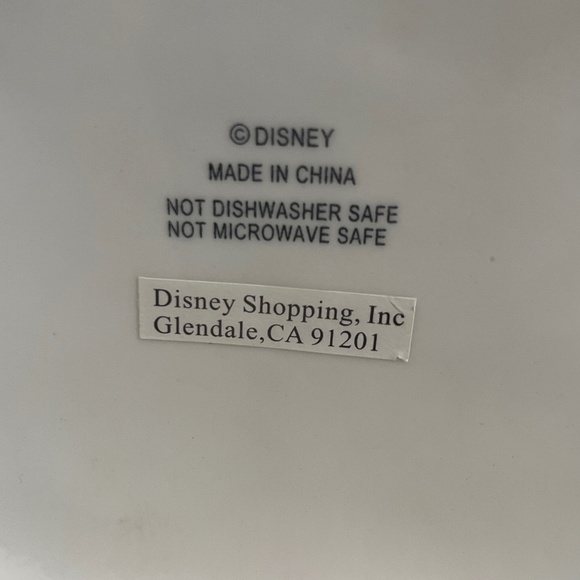 ©DISNEY
MADE IN CHINA
NOT DISHWASHER SAFE
NOT MICROWAVE SAFE
Disney Shopping, Inc
Glendale,CA 91201